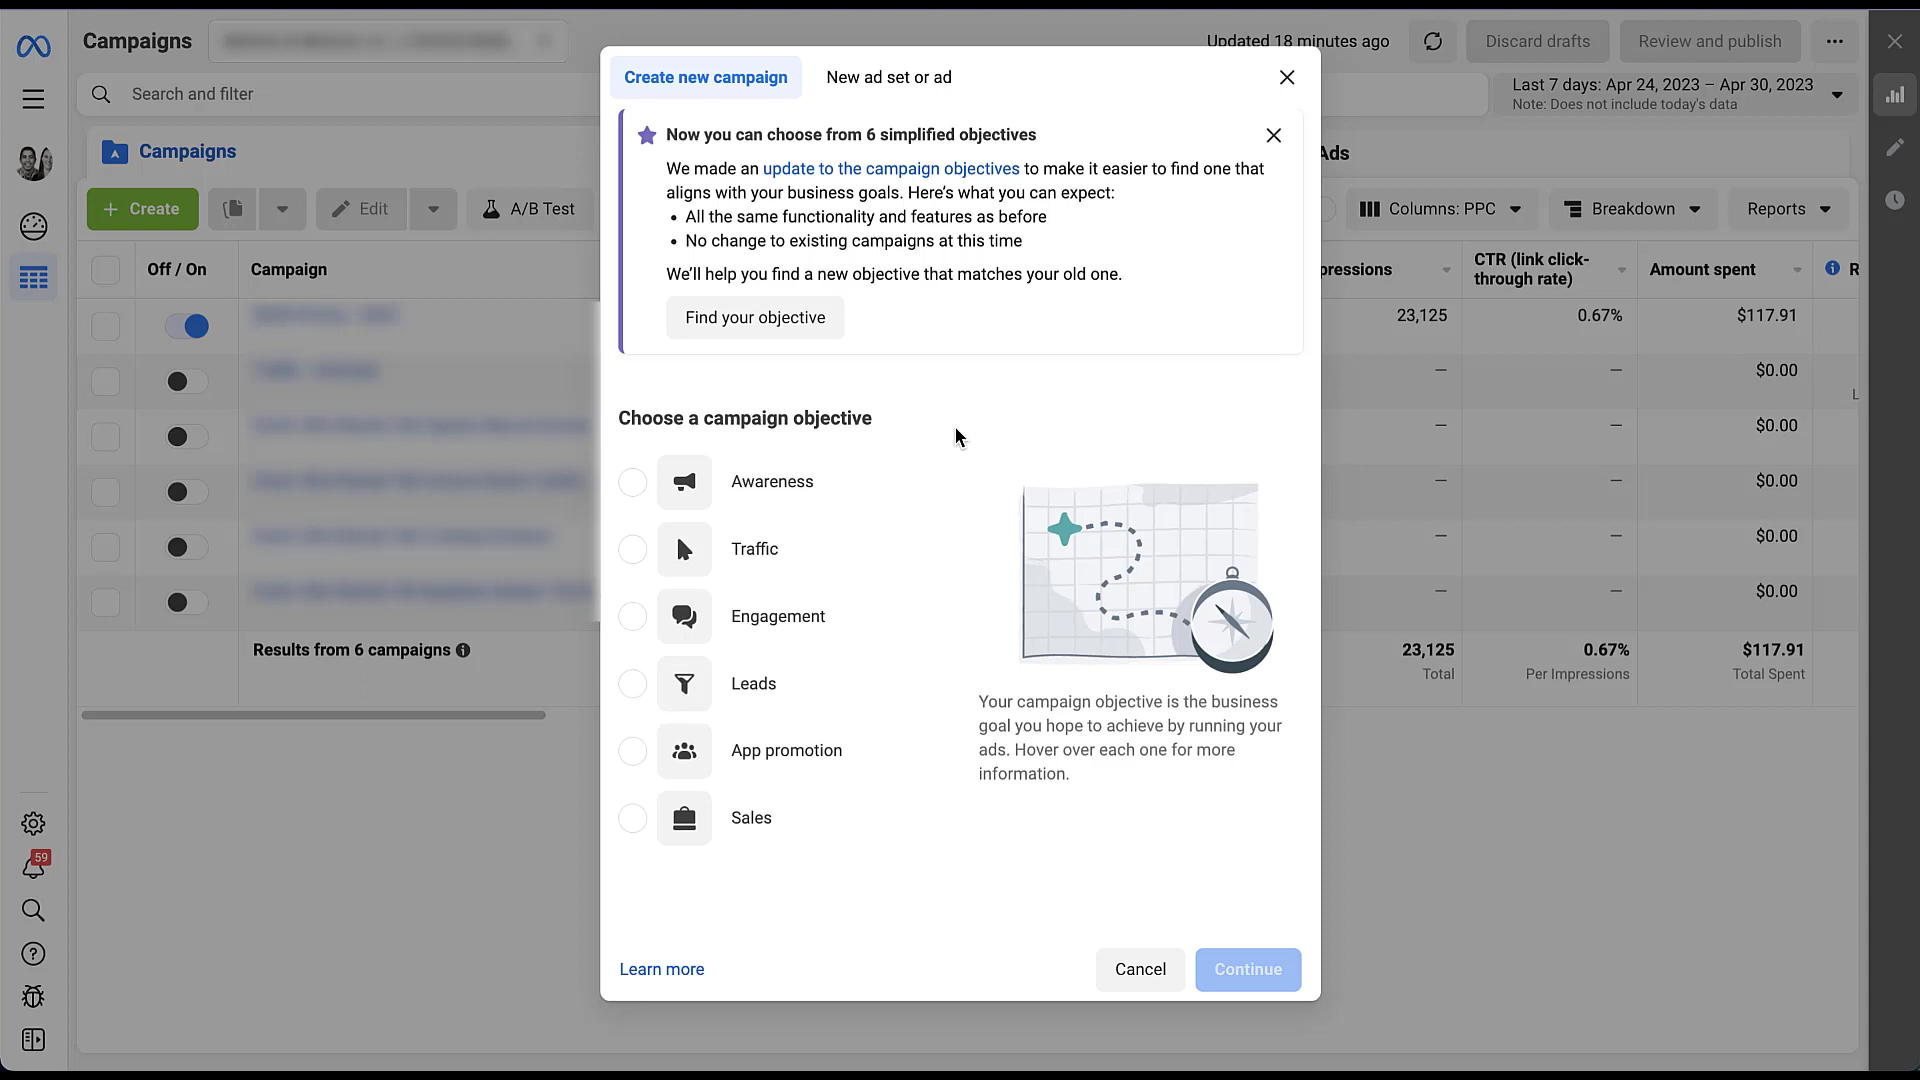 Campaigns
Updated 18 minutes ago
Discard drafts
Review and publish
Search and filter
Last 7 days: Apr 24, 2023 – Apr 30, 2023
Note: Does not include today's data
Campaigns
Ads
+ Create
Edit
A/B Test
Columns: PPC
Breakdown
Reports
Off / On
Campaign
pressions
CTR (link click-
through rate)
Amount spent
R
23,125
0.67%
$117.91
—
—
$0.00
L
—
—
$0.00
—
—
$0.00
—
—
$0.00
—
—
$0.00
Results from 6 campaigns
23,125
0.67%
$117.91
Total
Per Impressions
Total Spent
59
Create new campaign
New ad set or ad
Now you can choose from 6 simplified objectives
We made an update to the campaign objectives to make it easier to find one that
aligns with your business goals. Here's what you can expect:
• All the same functionality and features as before
• No change to existing campaigns at this time
We'll help you find a new objective that matches your old one.
Find your objective
Choose a campaign objective
Awareness
Traffic
Engagement
Leads
App promotion
Sales
Your campaign objective is the business
goal you hope to achieve by running your
ads. Hover over each one for more
information.
Learn more
Cancel
Continue